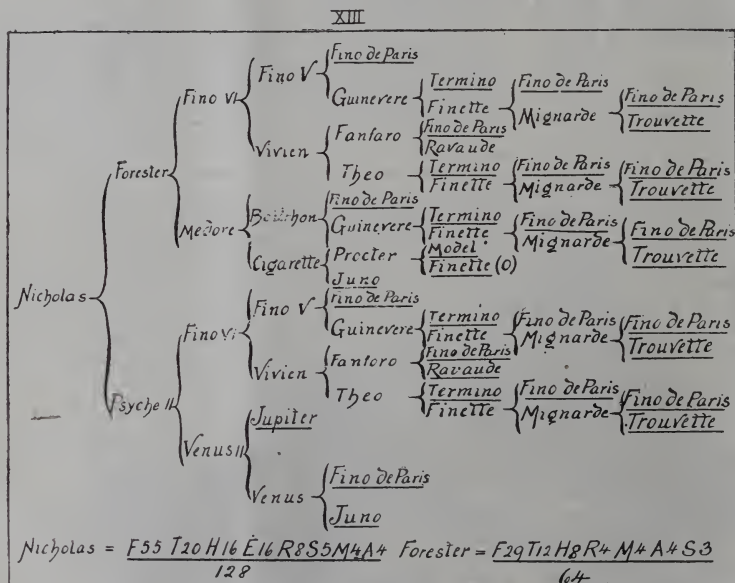 XIII
Fino de Paris
Fino V
Termino
Fino de Paris
Guinevere
Finette
Fino de Paris
Fino VI
Mignarde
Trouvette
Fanfaro
Fino de Paris
Vivien
Ravaude
Theo
Termino
Fino de Paris
Fino de Paris
Forester
Finette
Mignarde
Trouvette
Fino de Paris
Medore
Guinevere
Termino
Fino de Paris
Fino de Paris
Finette
Mignarde
Cigarette
Procter
Model
Trouvette
Finette (O)
Juno
Nicholas
Fino V
Fino de Paris
Guinevere
Termino
Fino de Paris
Fino de Paris
Fino VI
Finette
Mignarde
Trouvette
Vivien
Fanforo
Fino de Paris
Ravaude
Theo
Termino
Fino de Paris
Fino de Paris
Psyche II
Finette
Mignarde
Trouvette
Jupiter
Venus II
Fino de Paris
Venus
Juno
Nicholas = F55 T20 H16 E16 R8 S5 M4 A4 Forester = F29 T12 H8 R4 M4 A4 S3
128 64